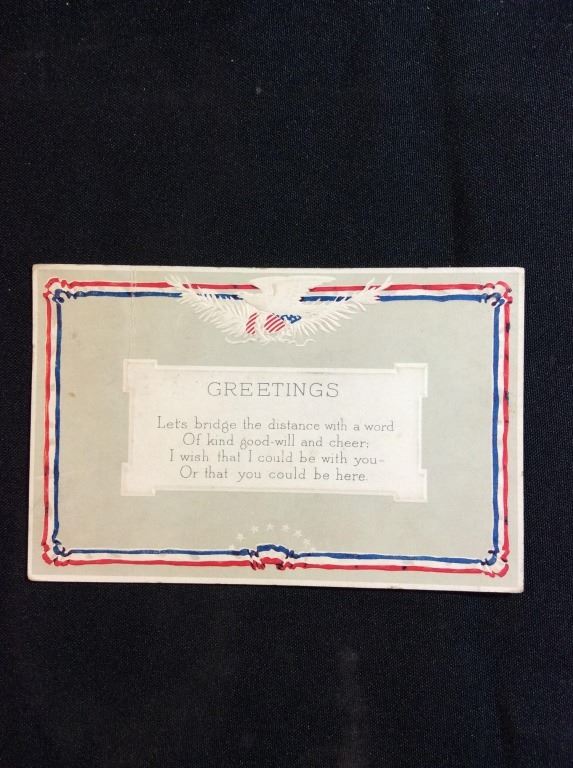 GREETINGS
Let's bridge the distance with a word
Of kind good-will and cheer;
I wish that I could be with you-
Or that you could be here.